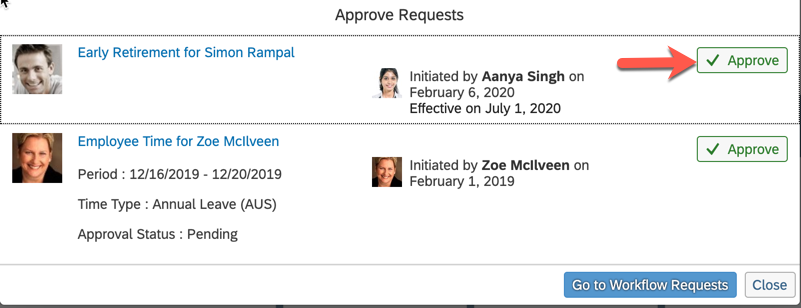 Approve Requests
Early Retirement for Simon Rampal
Initiated by Aanya Singh on
February 6, 2020
Effective on July 1, 2020
Approve
Employee Time for Zoe McIlveen
Period : 12/16/2019 - 12/20/2019
Time Type : Annual Leave (AUS)
Approval Status : Pending
Initiated by Zoe McIlveen on
February 1, 2019
Approve
Go to Workflow Requests
Close